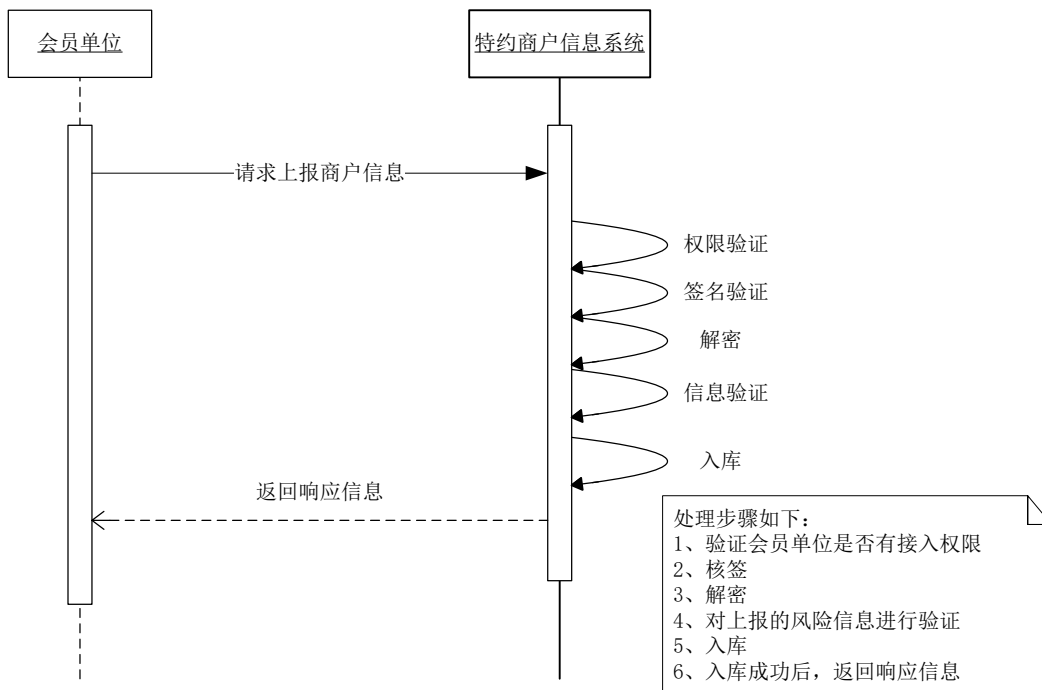 会员单位
特约商户信息系统
请求上报商户信息
权限验证
签名验证
解密
信息验证
入库
返回响应信息
处理步骤如下：
1、验证会员单位是否有接入权限
2、核签
3、解密
4、对上报的风险信息进行验证
5、入库
6、入库成功后，返回响应信息